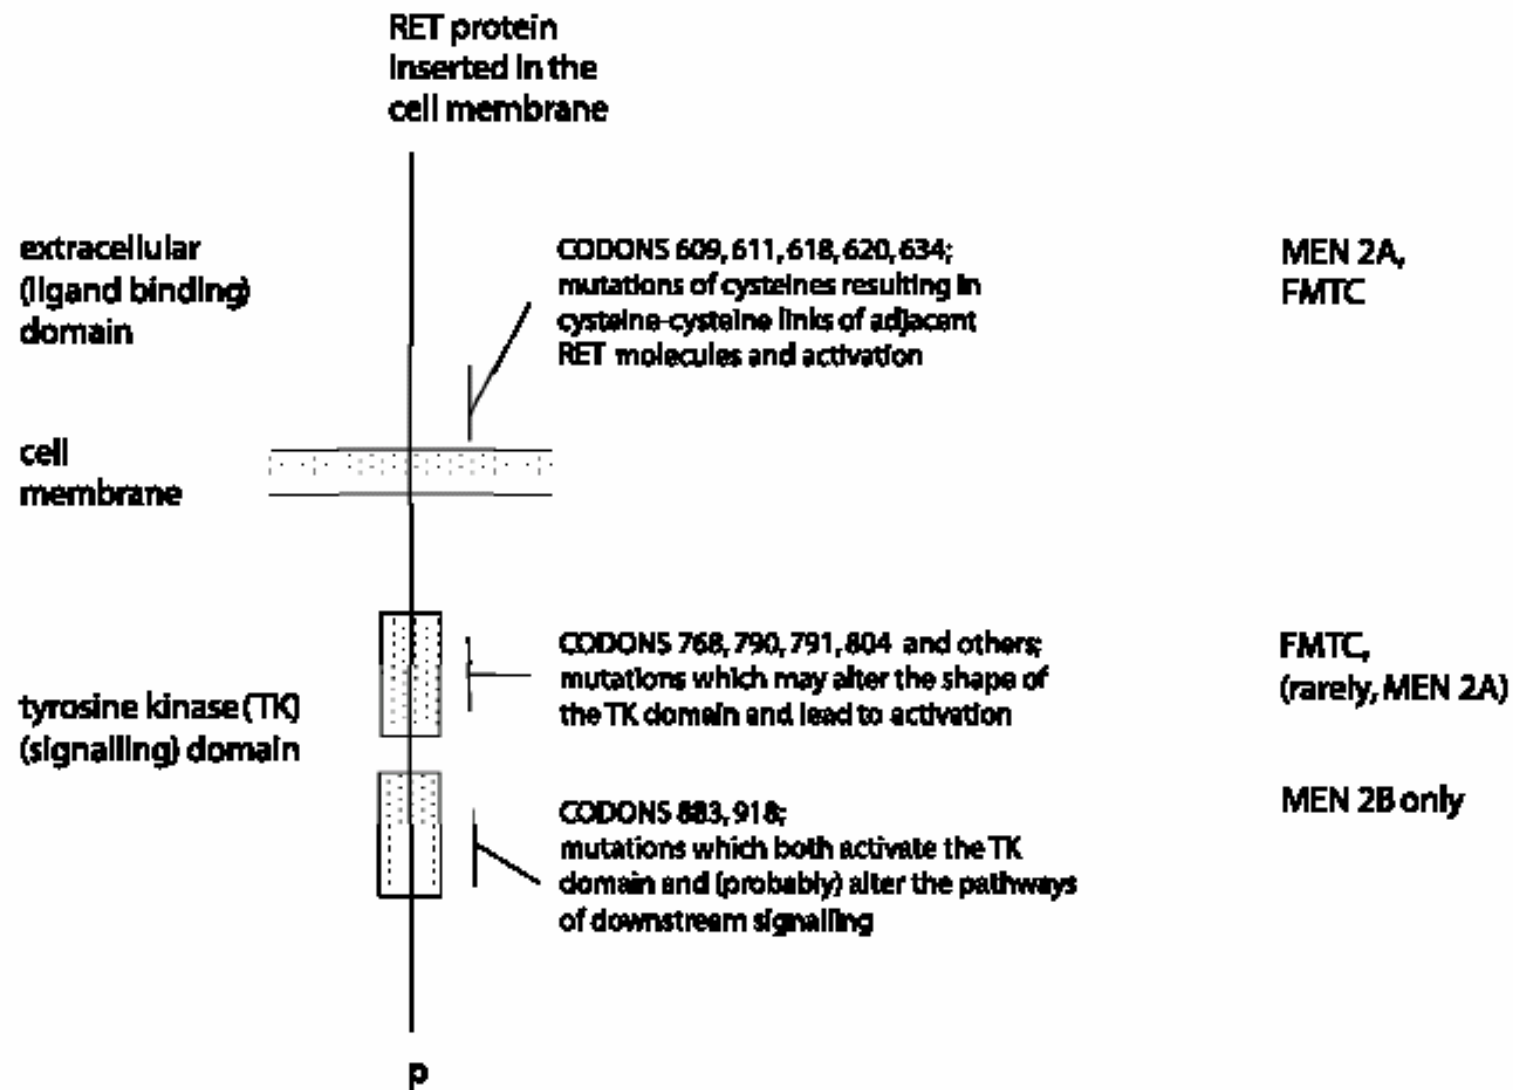 RET protein
inserted in the
cell membrane
extracellular
(ligand binding)
domain
CODONS 609, 611, 618, 620, 634;
mutations of cysteines resulting in
cysteine-cysteine links of adjacent
RET molecules and activation
MEN 2A,
FMTC
cell
membrane
tyrosine kinase (TK)
(signalling) domain
CODONS 768, 790, 791, 804 and others;
mutations which may alter the shape of
the TK domain and lead to activation
FMTC,
(rarely, MEN 2A)
CODONS 883, 918;
mutations which both activate the TK
domain and (probably) alter the pathways
of downstream signalling
MEN 2B only
p